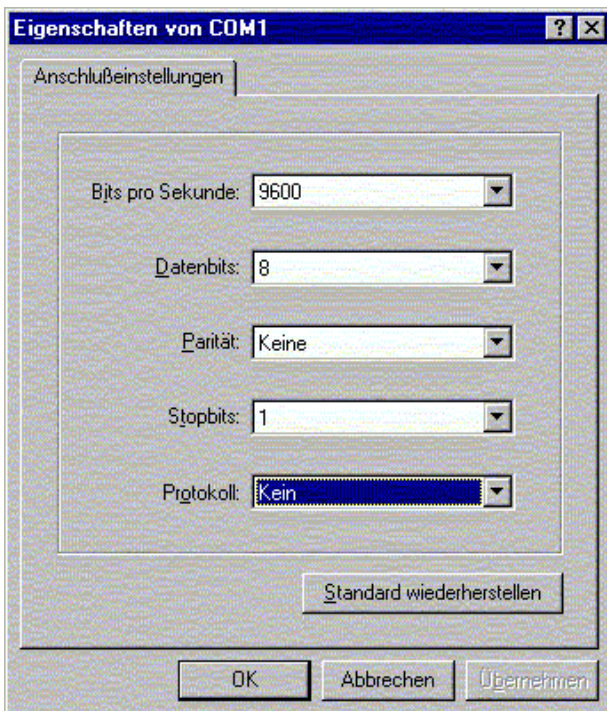 Eigenschaften von COM1
Anschlußeinstellungen
Bits pro Sekunde: 9600
Datenbits: 8
Parität: Keine
Stopbits: 1
Protokoll: Kein
Standard wiederherstellen
OK Abbrechen Übernehmen